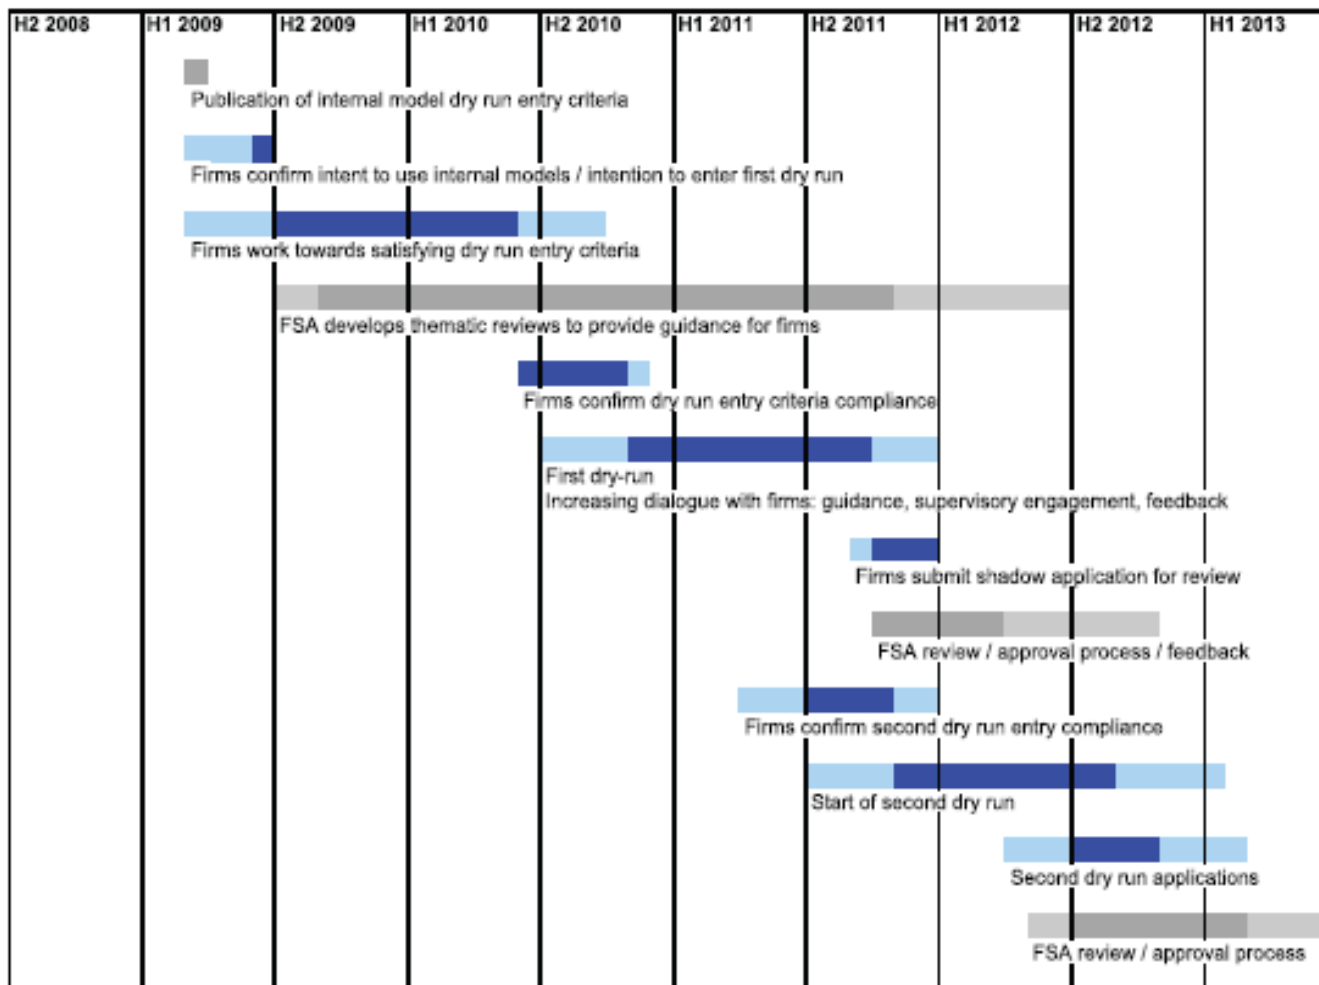 H2 2008 H1 2009 H2 2009 H1 2010 H2 2010 H1 2011 H2 2011 H1 2012 H2 2012 H1 2013
Publication of internal model dry run entry criteria
Firms confirm intent to use internal models / intention to enter first dry run
Firms work towards satisfying dry run entry criteria
FSA develops thematic reviews to provide guidance for firms
Firms confirm dry run entry criteria compliance
First dry-run
Increasing dialogue with firms: guidance, supervisory engagement, feedback
Firms submit shadow application for review
FSA review / approval process / feedback
Firms confirm second dry run entry compliance
Start of second dry run
Second dry run applications
FSA review / approval process